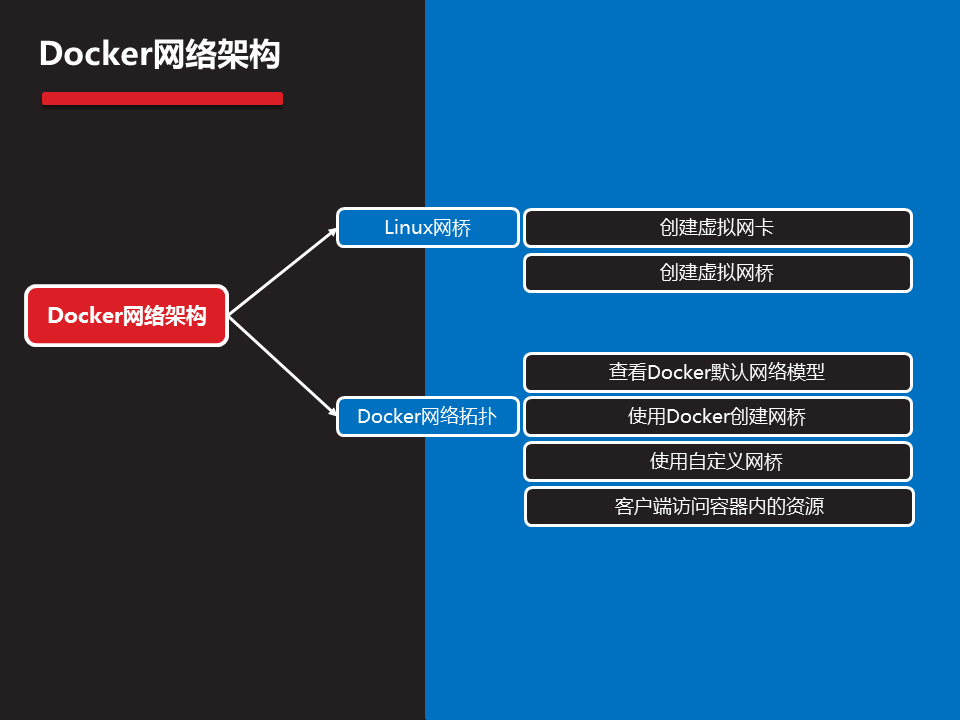 Docker网络架构
Linux网桥
创建虚拟网卡
创建虚拟网桥
Docker网络架构
查看Docker默认网络模型
Docker网络拓扑
使用Docker创建网桥
使用自定义网桥
客户端访问容器内的资源